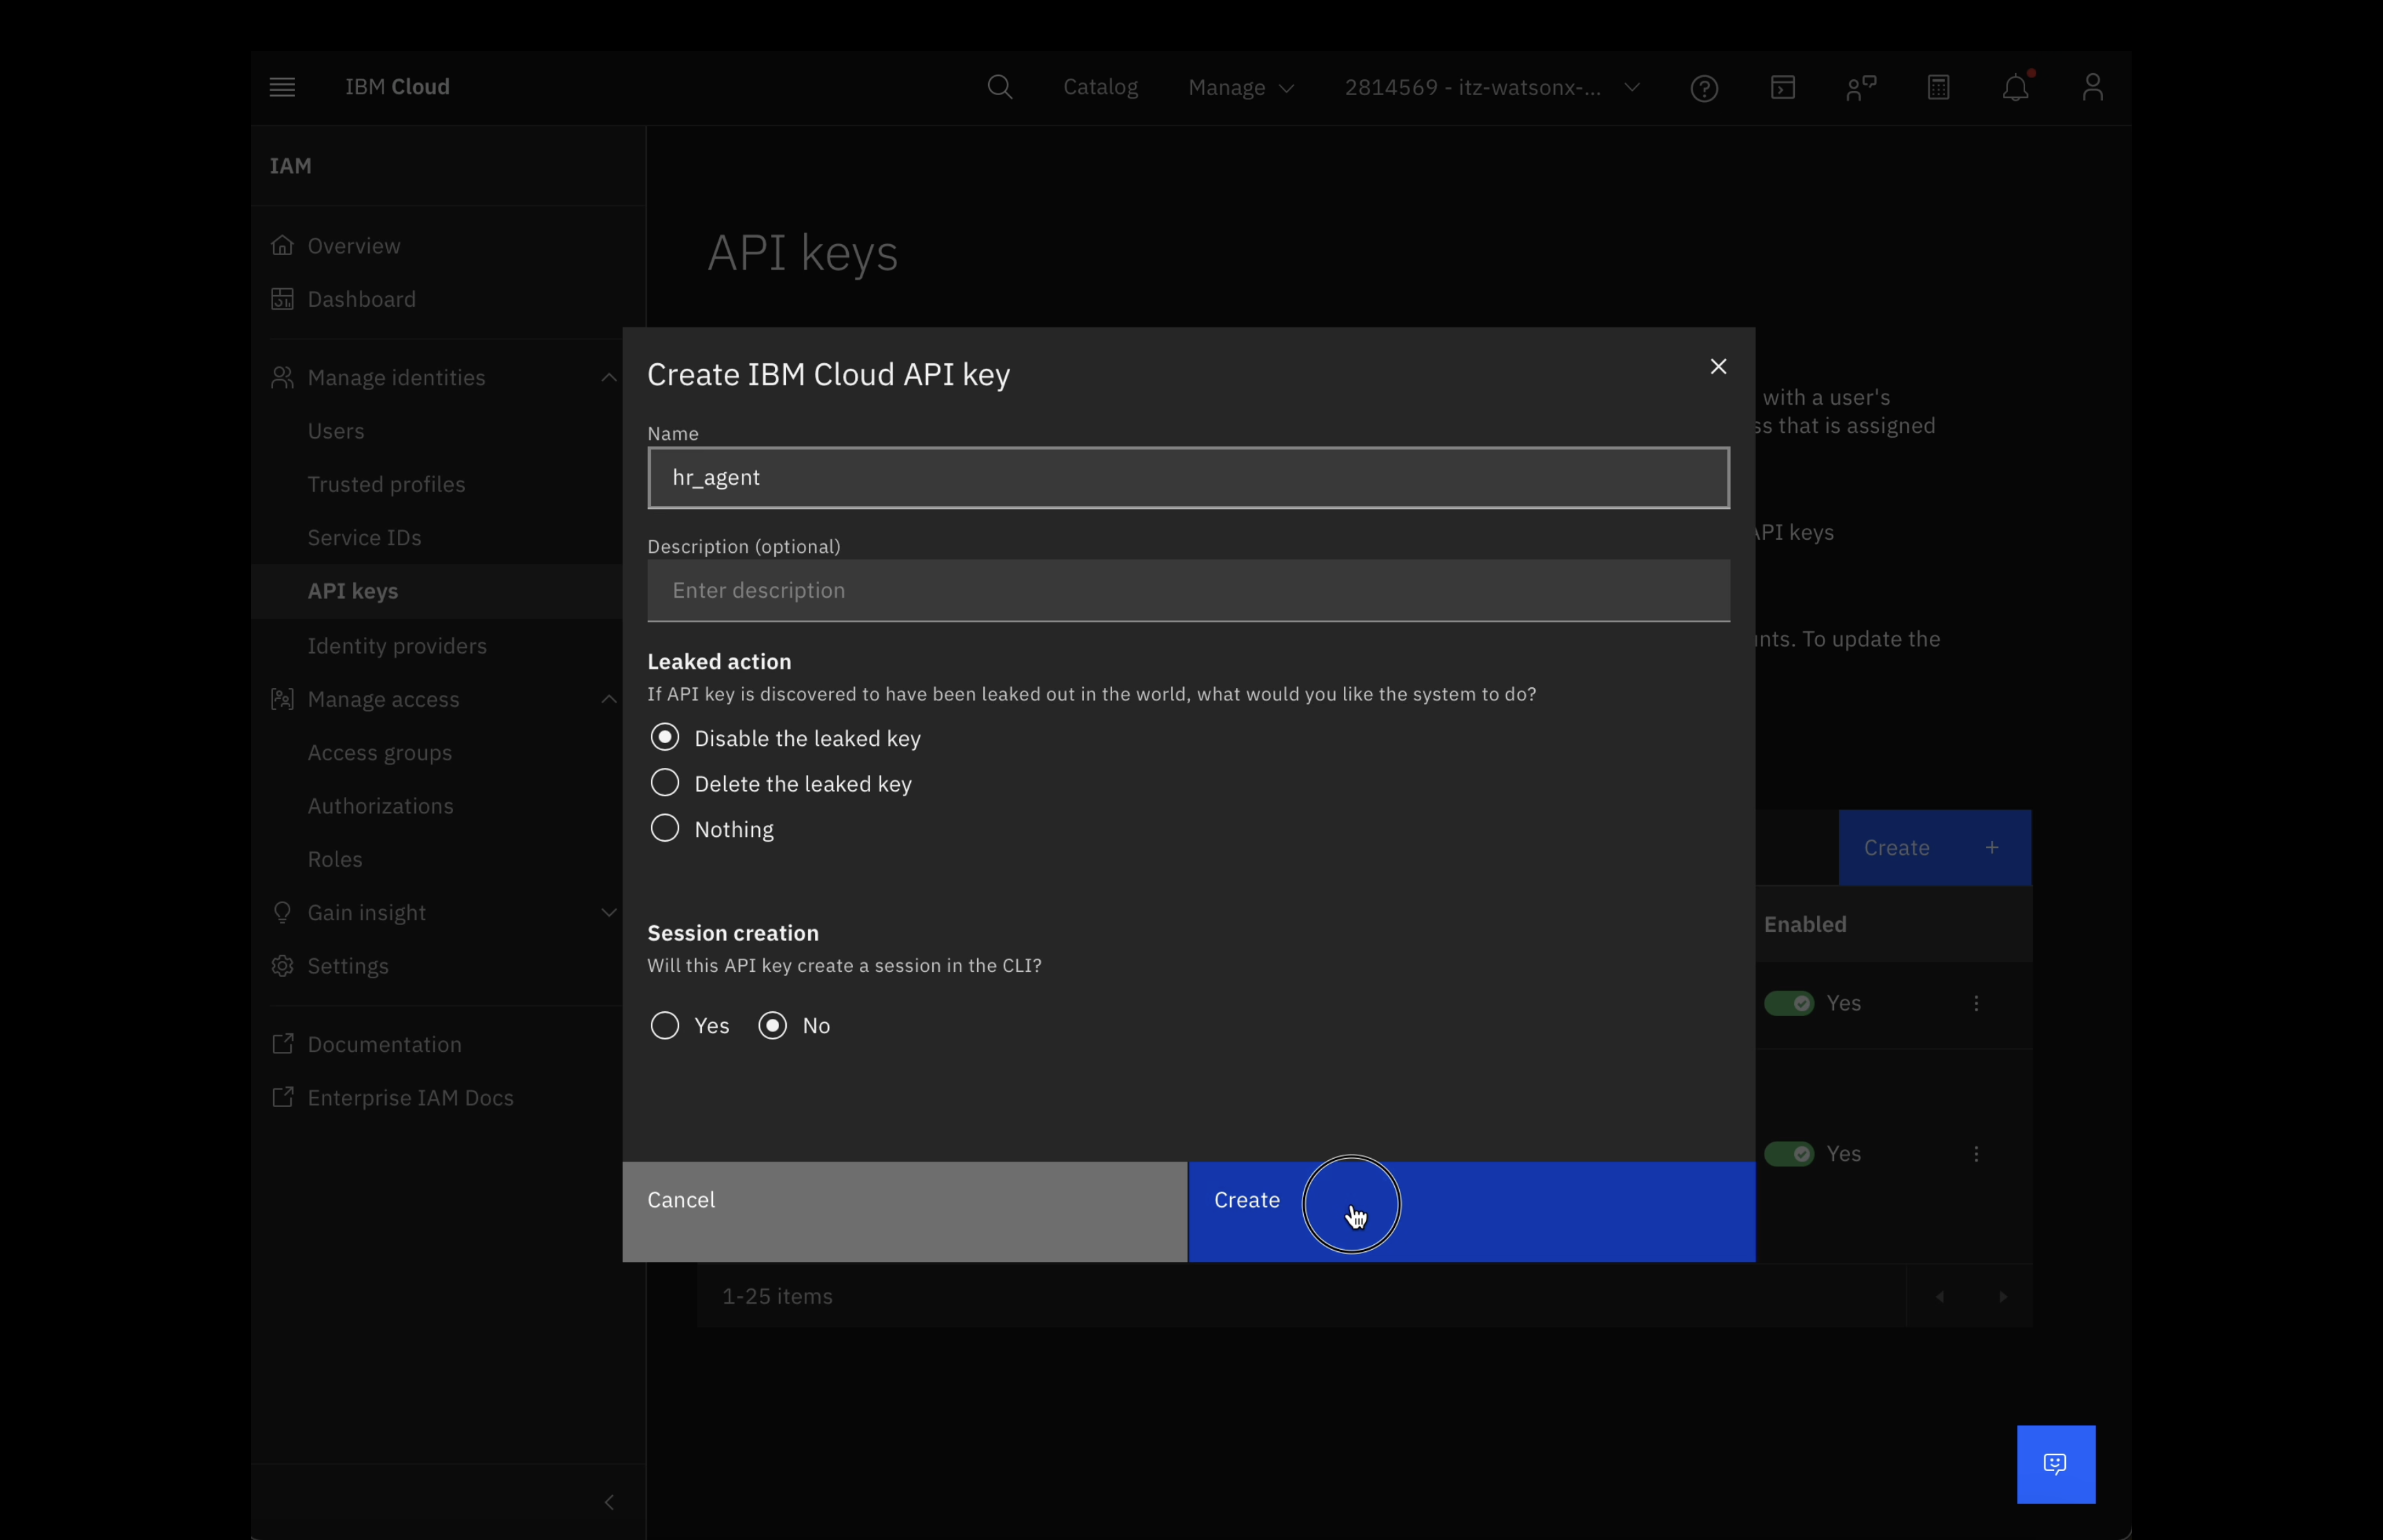 IBM Cloud
Catalog
Manage
2814569 - itz-watsonx-...
IAM
Overview
Dashboard
Manage identities
Users
Trusted profiles
Service IDs
API keys
Identity providers
Manage access
Access groups
Authorizations
Roles
Gain insight
Settings
Documentation
Enterprise IAM Docs
API keys
with a user's
ss that is assigned
API keys
nts. To update the
Create +
Enabled
Yes
Yes
1-25 items
Create IBM Cloud API key
Name
hr_agent
Description (optional)
Enter description
Leaked action
If API key is discovered to have been leaked out in the world, what would you like the system to do?
Disable the leaked key
Delete the leaked key
Nothing
Session creation
Will this API key create a session in the CLI?
Yes No
Cancel
Create